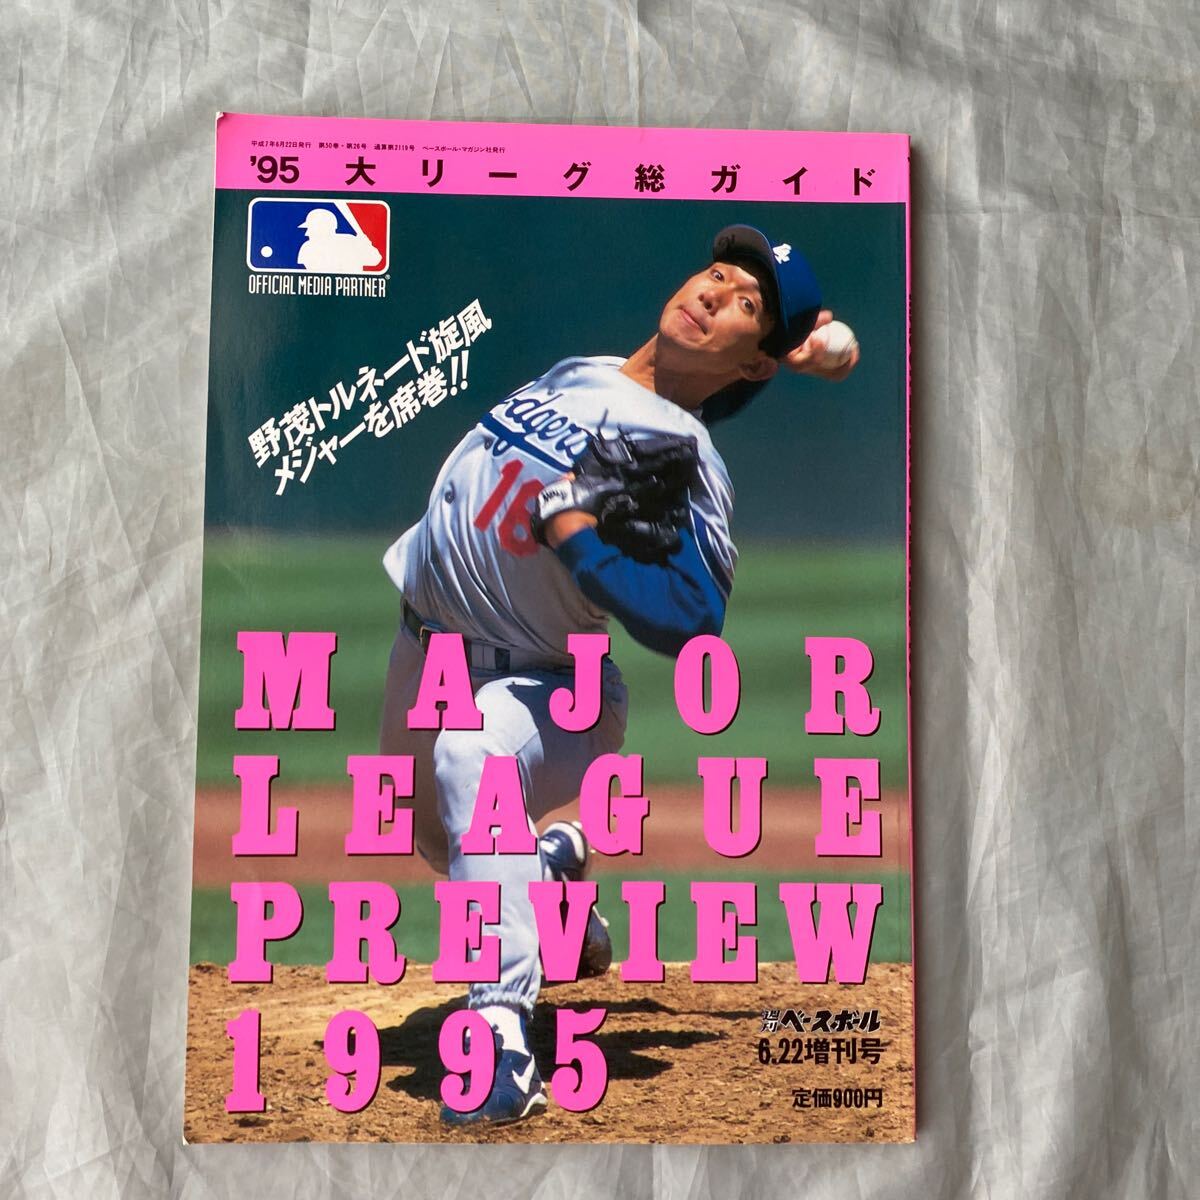 平成7年6月22日発行 第50巻・第26号 通算第2119号 ベースボール・マガジン社発行
'95 大リーグ総ガイド
OFFICIAL MEDIA PARTNER®
野茂トルネード旋風
メジャーを席巻!!
Dodgers
16
MAJOR
LEAGUE
PREVIEW
1995
週刊ベースボール
6.22増刊号
定価900円